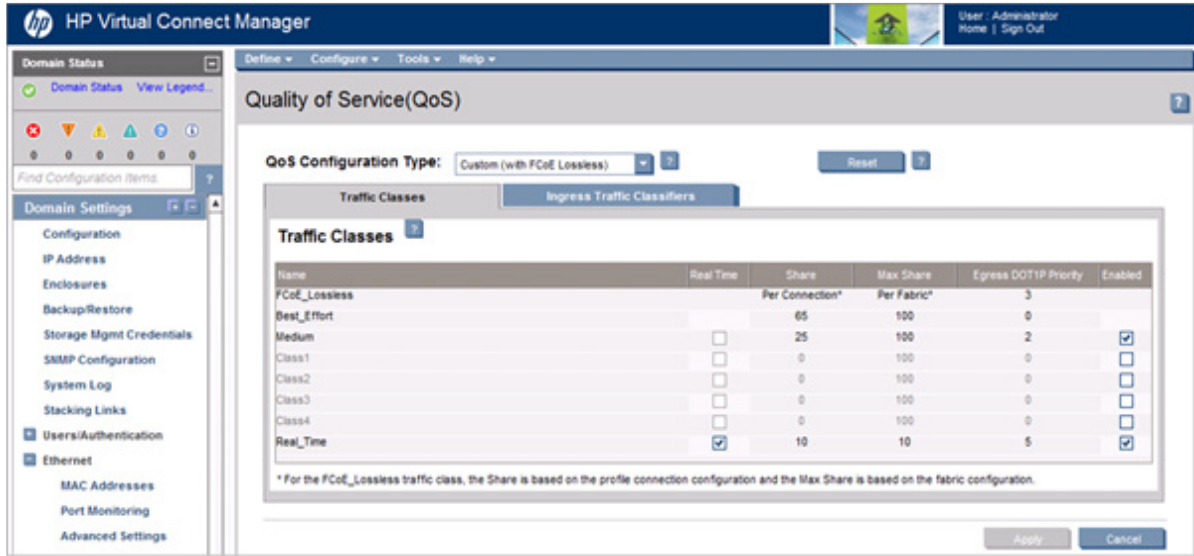 hp HP Virtual Connect Manager
User : Administrator
Home | Sign Out
Domain Status
Domain Status View Legend...
0 0 0 0 0 0
Find Configuration Items.
?
Domain Settings
Configuration
IP Address
Enclosures
Backup/Restore
Storage Mgmt Credentials
SNMP Configuration
System Log
Stacking Links
Users/Authentication
Ethernet
MAC Addresses
Port Monitoring
Advanced Settings
Define Configure Tools Help
Quality of Service(QoS) ?
QoS Configuration Type: Custom (with FCoE Lossless) ? Reset ?
Traffic Classes Ingress Traffic Classifiers
Traffic Classes ?
Name Real Time Share Max Share Egress DOT1P Priority Enabled
FCoE_Lossless Per Connection* Per Fabric* 3
Best_Effort 65 100 0
Medium 25 100 2
Class1 0 100 0
Class2 0 100 0
Class3 0 100 0
Class4 0 100 0
Real_Time 10 10 5
* For the FCoE_Lossless traffic class, the Share is based on the profile connection configuration and the Max Share is based on the fabric configuration.
Apply Cancel